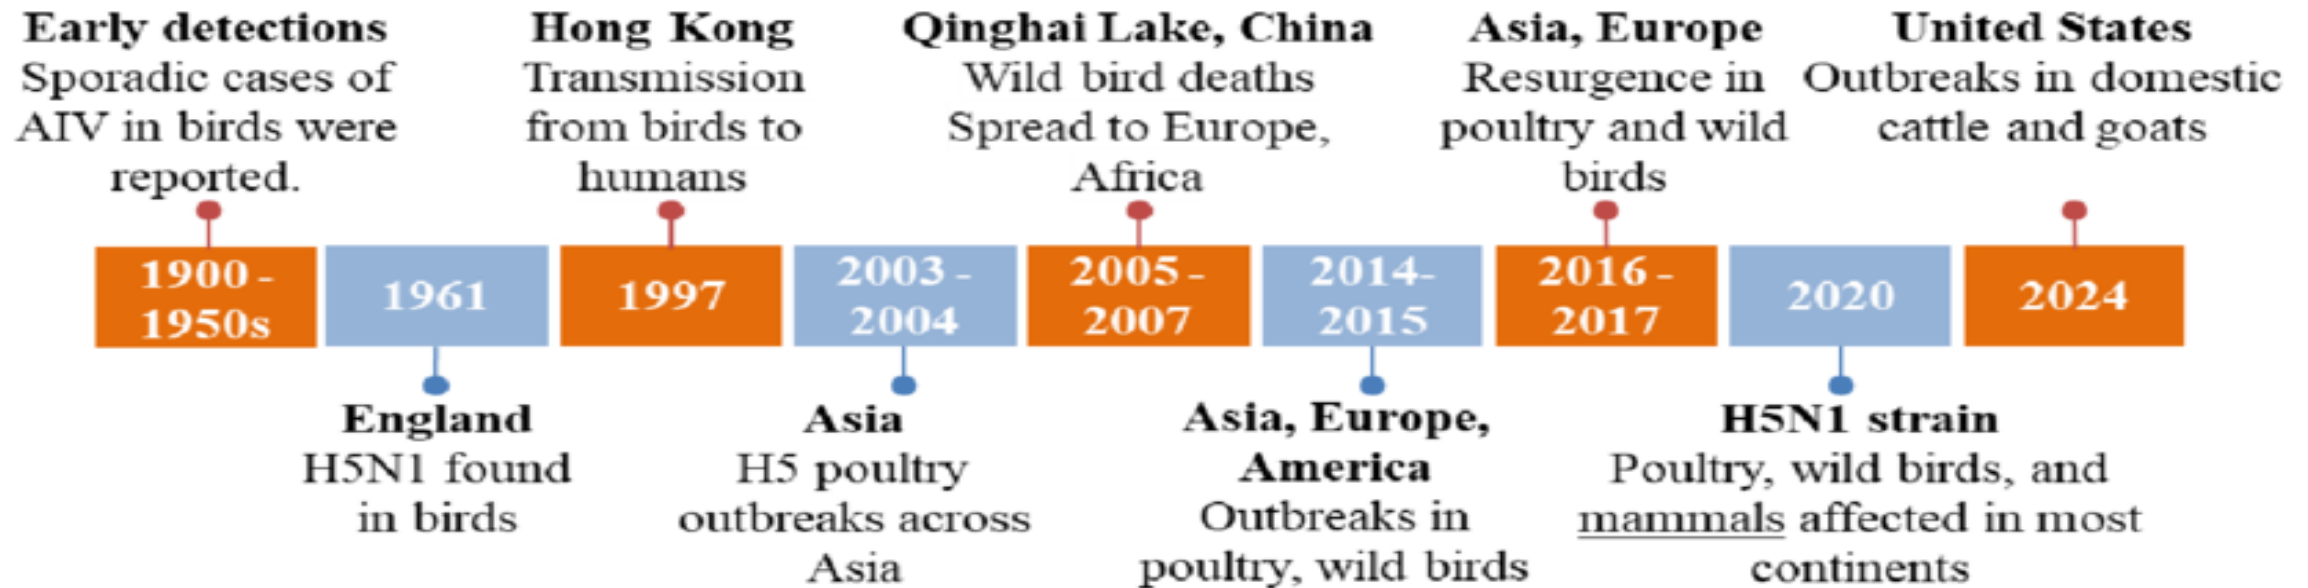 Early detections
Sporadic cases of
AIV in birds were
reported.
Hong Kong
Transmission
from birds to
humans
Qinghai Lake, China
Wild bird deaths
Spread to Europe,
Africa
Asia, Europe
Resurgence in
poultry and wild
birds
United States
Outbreaks in domestic
cattle and goats
1900 -
1950s
1961
1997
2003 -
2004
2005 -
2007
2014-
2015
2016 -
2017
2020
2024
England
H5N1 found
in birds
Asia
H5 poultry
outbreaks across
Asia
Asia, Europe,
America
Outbreaks in
poultry, wild birds
H5N1 strain
Poultry, wild birds, and
mammals affected in most
continents